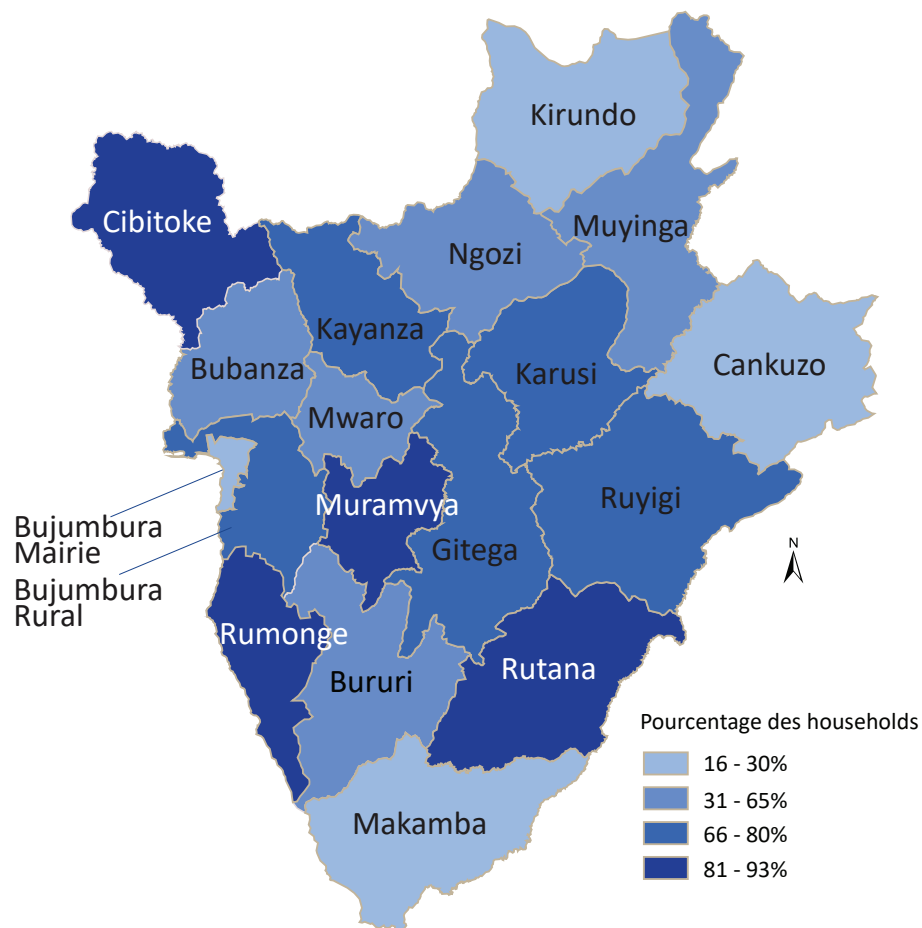 Kirundo
Cibitoke
Muyinga
Ngozi
Kayanza
Bubanza
Karusi
Cankuzo
Mwaro
Muramvya
Ruyigi
Bujumbura
Mairie
Gitega
Bujumbura
Rural
N
Rumonge
Rutana
Bururi
Makamba
Pourcentage des households
16 - 30%
31 - 65%
66 - 80%
81 - 93%